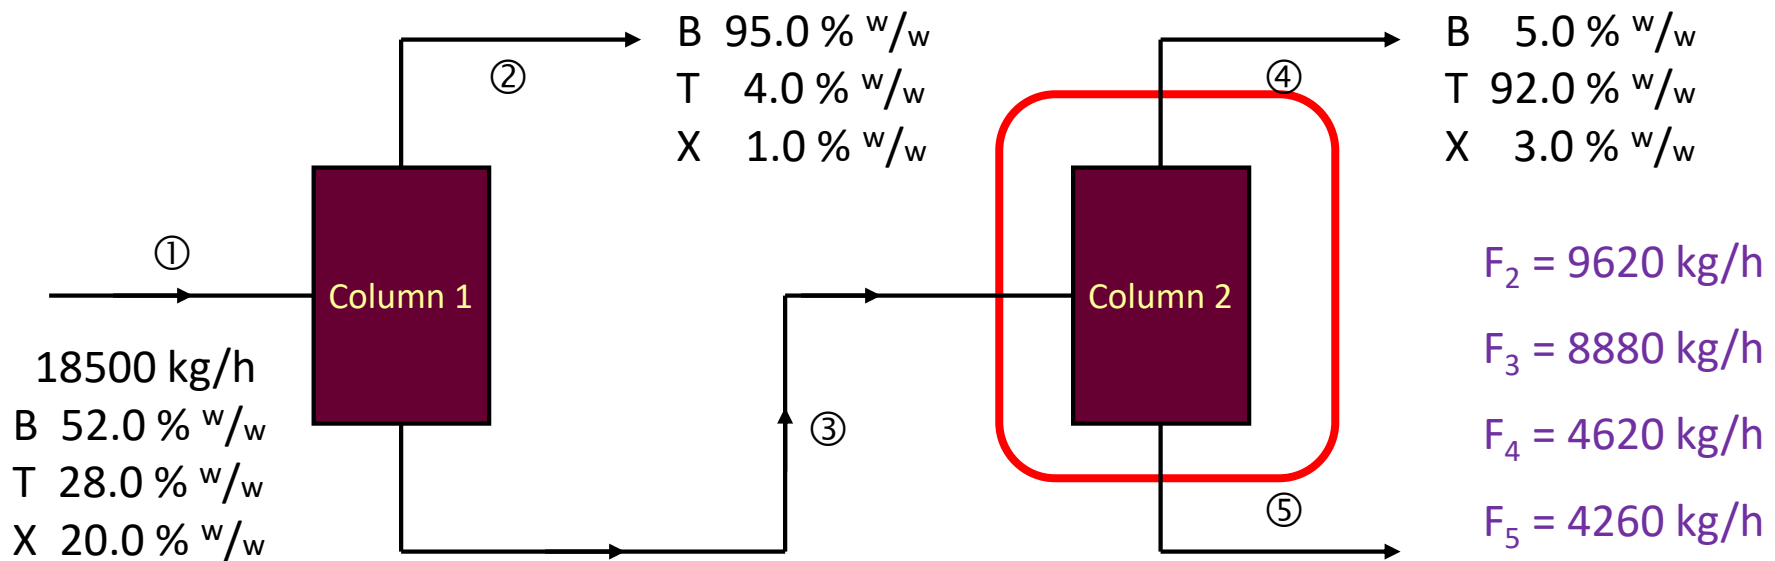 ①
18500 kg/h
B 52.0 % w/w
T 28.0 % w/w
X 20.0 % w/w
Column 1
②
B 95.0 % w/w
T 4.0 % w/w
X 1.0 % w/w
③
Column 2
④
⑤
B 5.0 % w/w
T 92.0 % w/w
X 3.0 % w/w
F2 = 9620 kg/h
F3 = 8880 kg/h
F4 = 4620 kg/h
F5 = 4260 kg/h